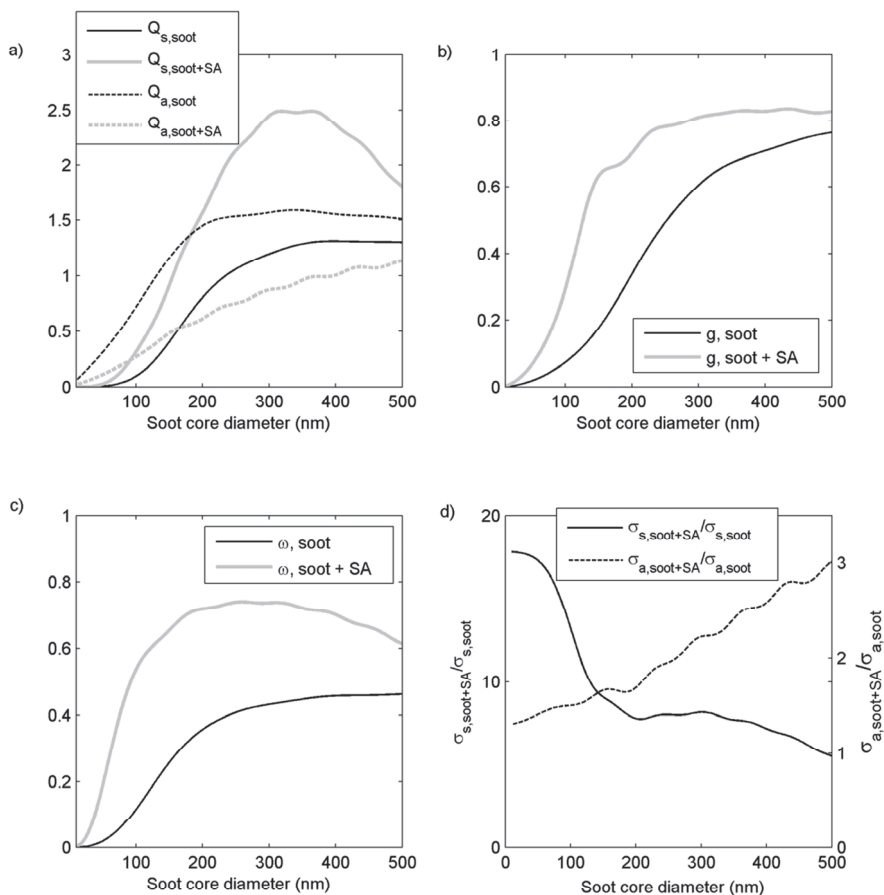 a)
Q_s,soot
Q_s,soot+SA
Q_a,soot
Q_a,soot+SA
3
2.5
2
1.5
1
0.5
0
100 200 300 400 500
Soot core diameter (nm)
b)
1
0.8
0.6
0.4
0.2
0
g, soot
g, soot + SA
100 200 300 400 500
Soot core diameter (nm)
c)
1
0.8
0.6
0.4
0.2
0
ω, soot
ω, soot + SA
100 200 300 400 500
Soot core diameter (nm)
d)
σ_s,soot+SA/σ_s,soot
σ_a,soot+SA/σ_a,soot
20
10
0
σ_s,soot+SA/σ_s,soot
3
2
1
0
σ_a,soot+SA/σ_a,soot
0 100 200 300 400 500
Soot core diameter (nm)